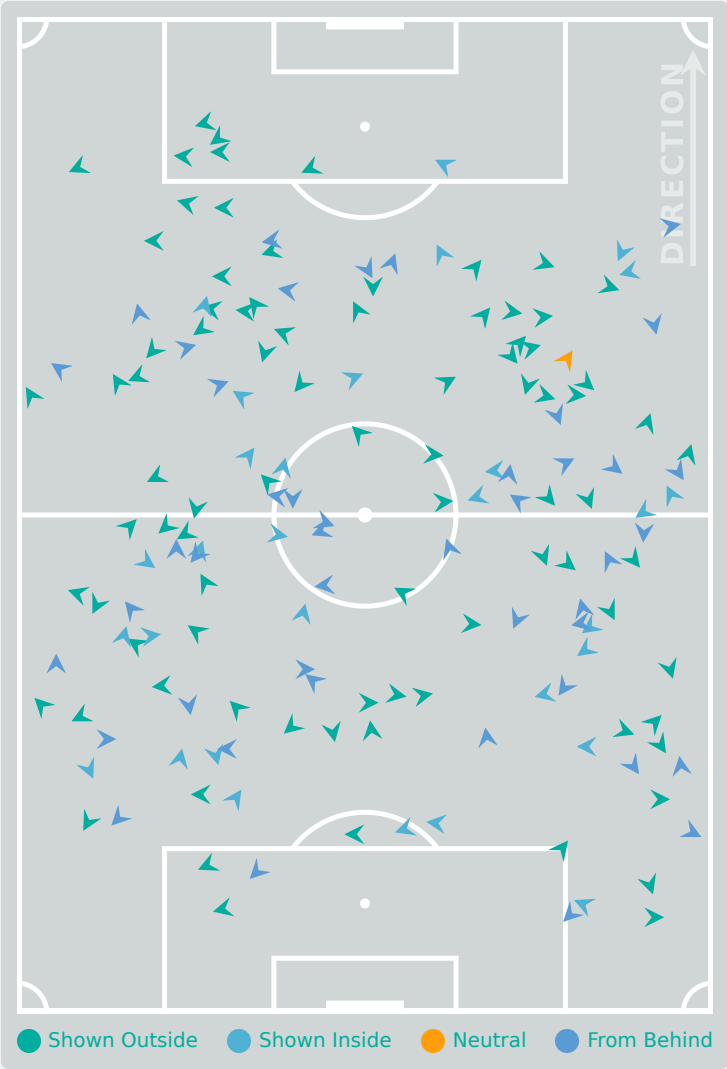 DIRECTION
Shown Outside
Shown Inside
Neutral
From Behind